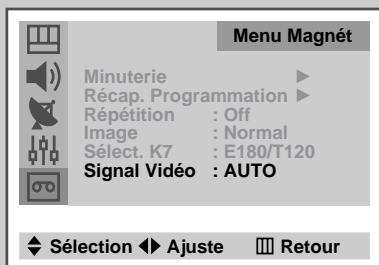 Menu Magnét
Minuterie ►
Récap. Programmation ►
Répétition : Off
Image : Normal
Sélect. K7 : E180/T120
Signal Vidéo : AUTO
Sélection Ajuste Retour